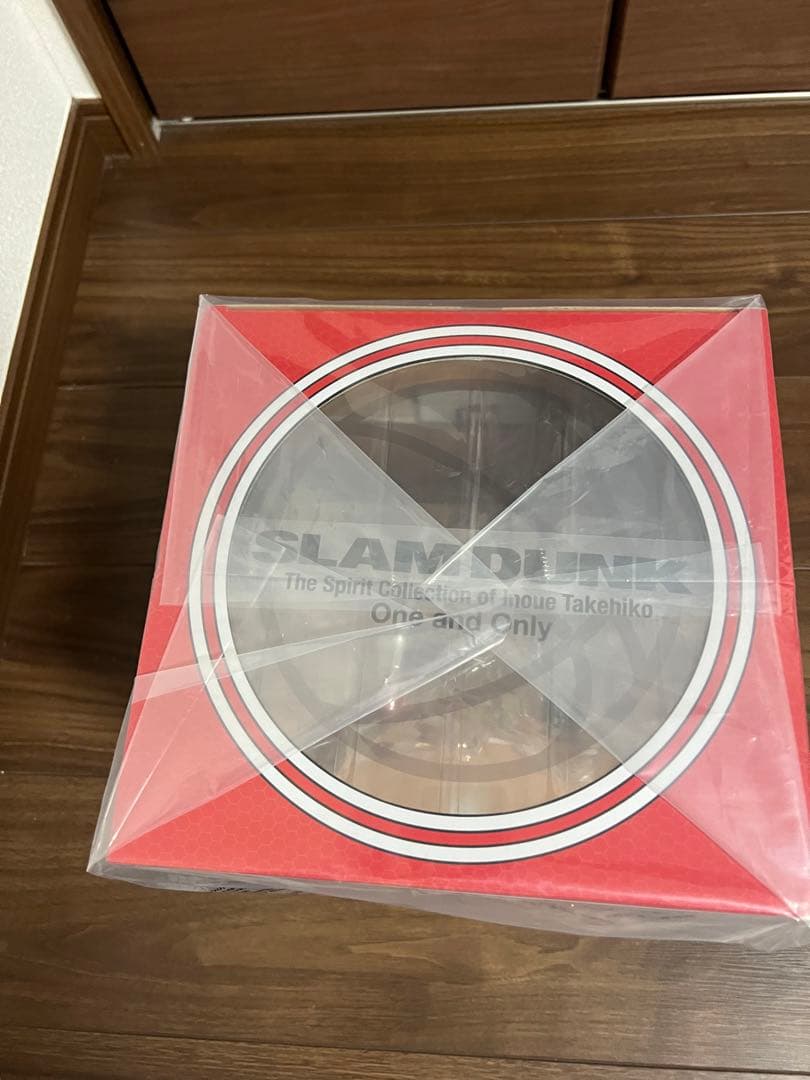 SLAM DUNK
The Spirit Collection of Inoue Takehiko
One and Only